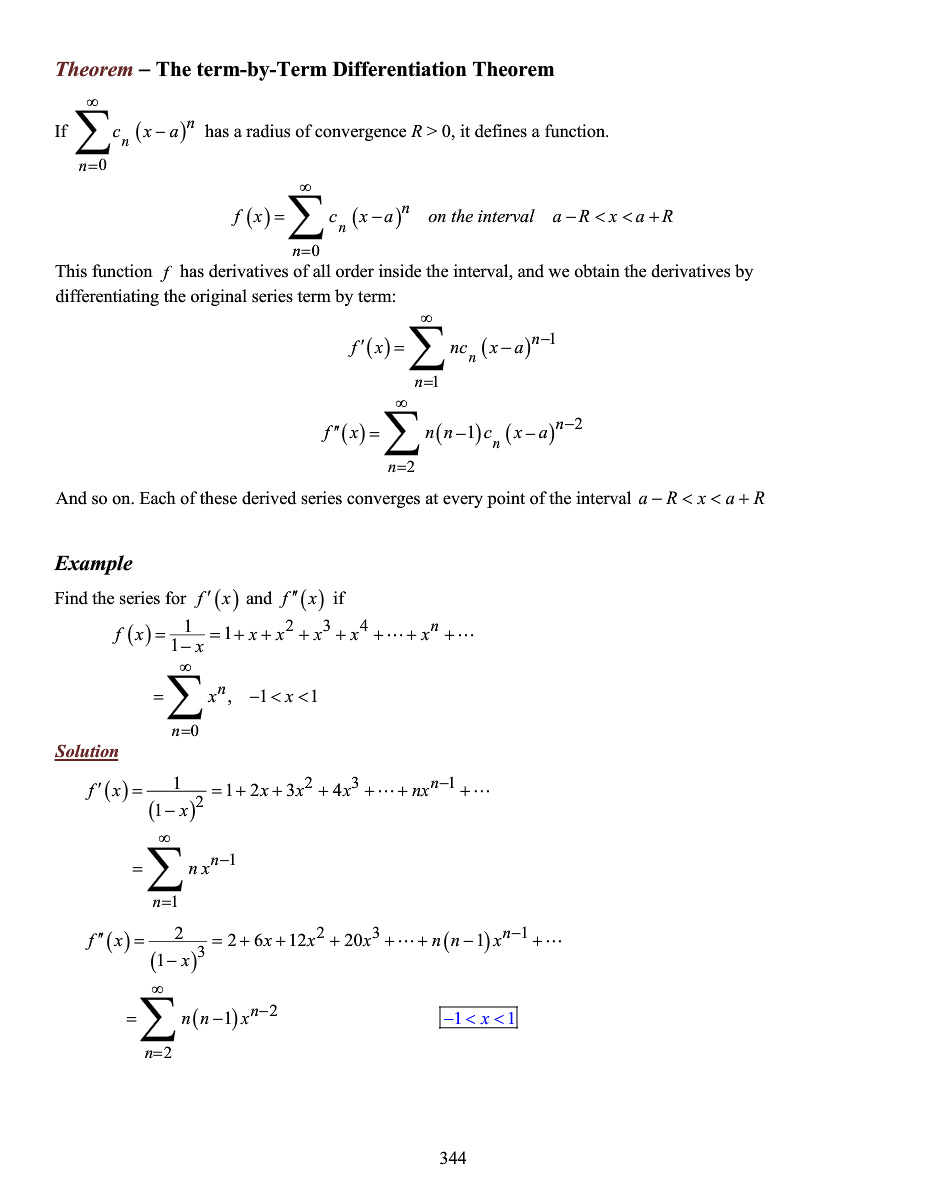 Theorem – The term-by-Term Differentiation Theorem
If $\sum_{n=0}^{\infty} c_n (x-a)^n$ has a radius of convergence R > 0, it defines a function.
$f(x) = \sum_{n=0}^{\infty} c_n (x-a)^n$ on the interval $a-R<x<a+R$
This function f has derivatives of all order inside the interval, and we obtain the derivatives by
differentiating the original series term by term:
$f'(x) = \sum_{n=1}^{\infty} nc_n (x-a)^{n-1}$
$f''(x) = \sum_{n=2}^{\infty} n(n-1)c_n (x-a)^{n-2}$
And so on. Each of these derived series converges at every point of the interval $a-R<x<a+R$
Example
Find the series for $f'(x)$ and $f''(x)$ if
$f(x) = \frac{1}{1-x} = 1+x+x^2+x^3+x^4+\cdots+x^n+\cdots$
$= \sum_{n=0}^{\infty} x^n, \quad -1<x<1$
Solution
$f'(x) = \frac{1}{(1-x)^2} = 1+2x+3x^2+4x^3+\cdots+nx^{n-1}+\cdots$
$= \sum_{n=1}^{\infty} n x^{n-1}$
$f''(x) = \frac{2}{(1-x)^3} = 2+6x+12x^2+20x^3+\cdots+n(n-1)x^{n-1}+\cdots$
$= \sum_{n=2}^{\infty} n(n-1)x^{n-2}$ $-1<x<1$
344